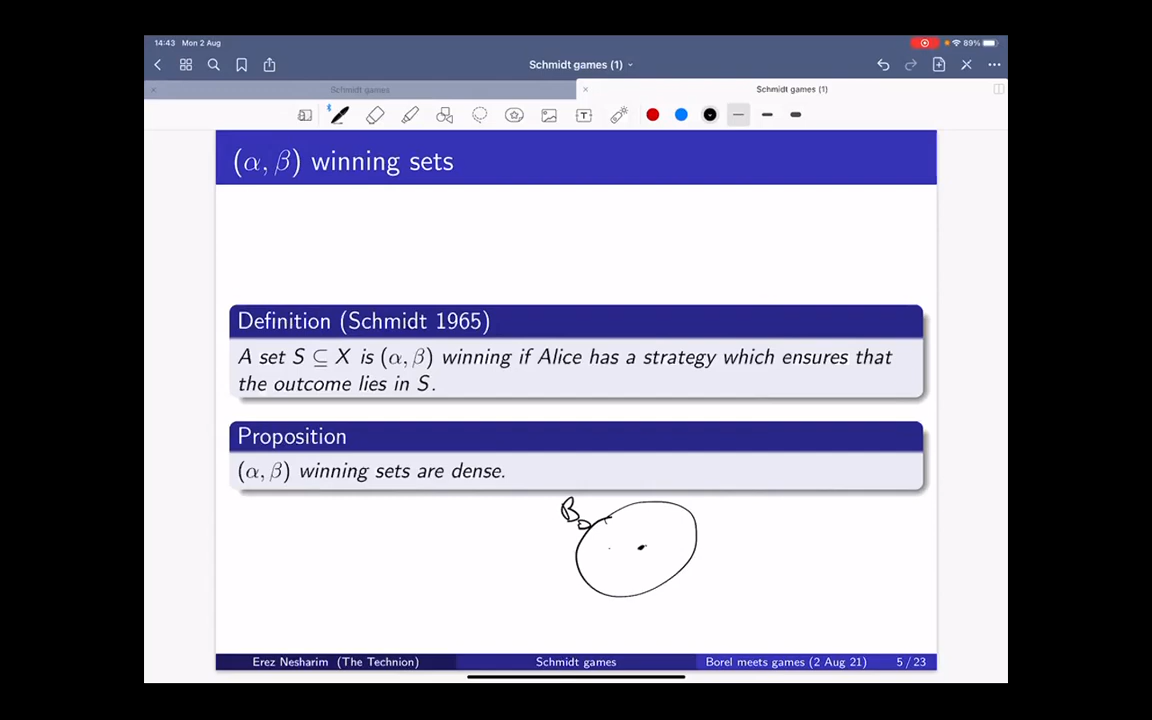 14:43 Mon 2 Aug
89%
Schmidt games (1)
Schmidt games
Schmidt games (1)
(α, β) winning sets
Definition (Schmidt 1965)
A set S ⊆ X is (α, β) winning if Alice has a strategy which ensures that
the outcome lies in S.
Proposition
(α, β) winning sets are dense.
B₀
Erez Nesharim (The Technion)
Schmidt games
Borel meets games (2 Aug 21)
5 / 23